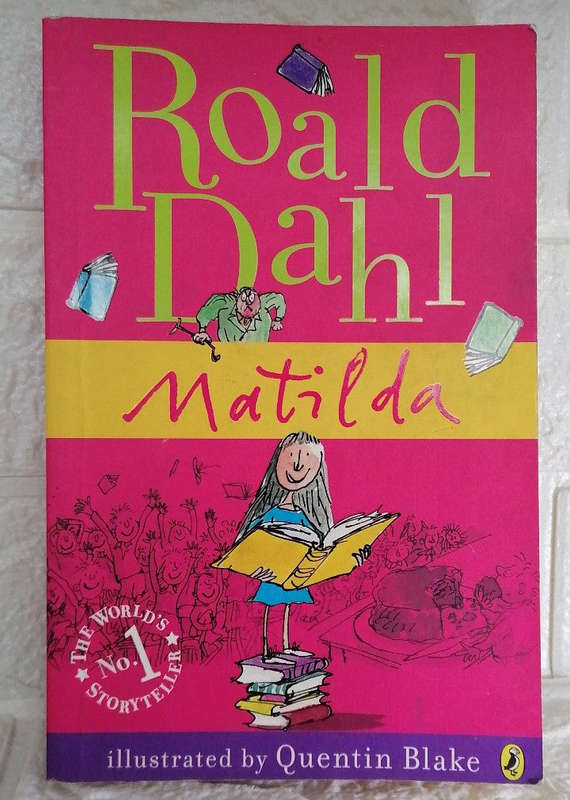 Roald
Dahl
Matilda
THE WORLD'S
No.1
STORYTELLER
illustrated by Quentin Blake